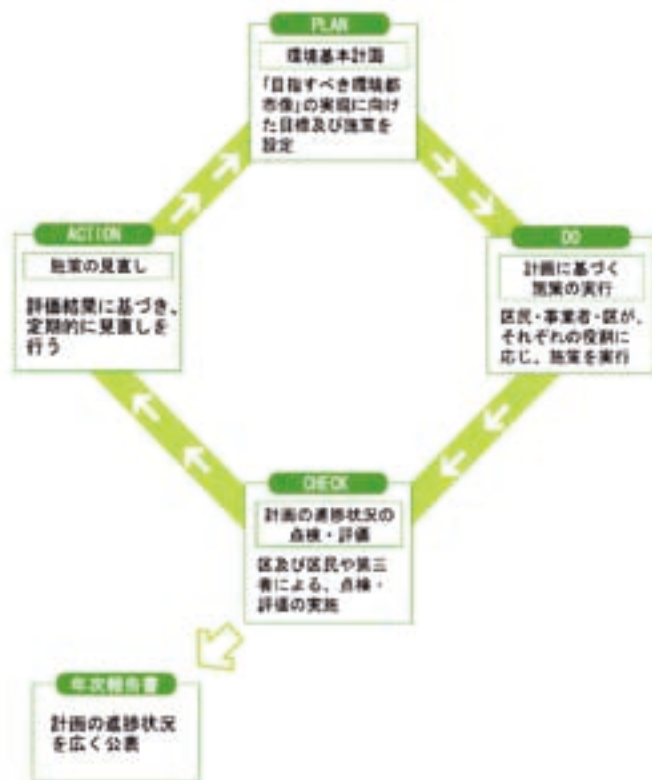 PLAN
環境基本計画
「目指すべき環境都
市像」の実現に向け
た目標及び施策を
設定
ACTION
施策の見直し
評価結果に基づき、
定期的に見直しを
行う
DO
計画に基づく
施策の実行
区民・事業者・区が、
それぞれの役割に
応じ、施策を実行
CHECK
計画の進捗状況の
点検・評価
区及び区民や第三
者による、点検・
評価の実施
年次報告書
計画の進捗状況
を広く公表